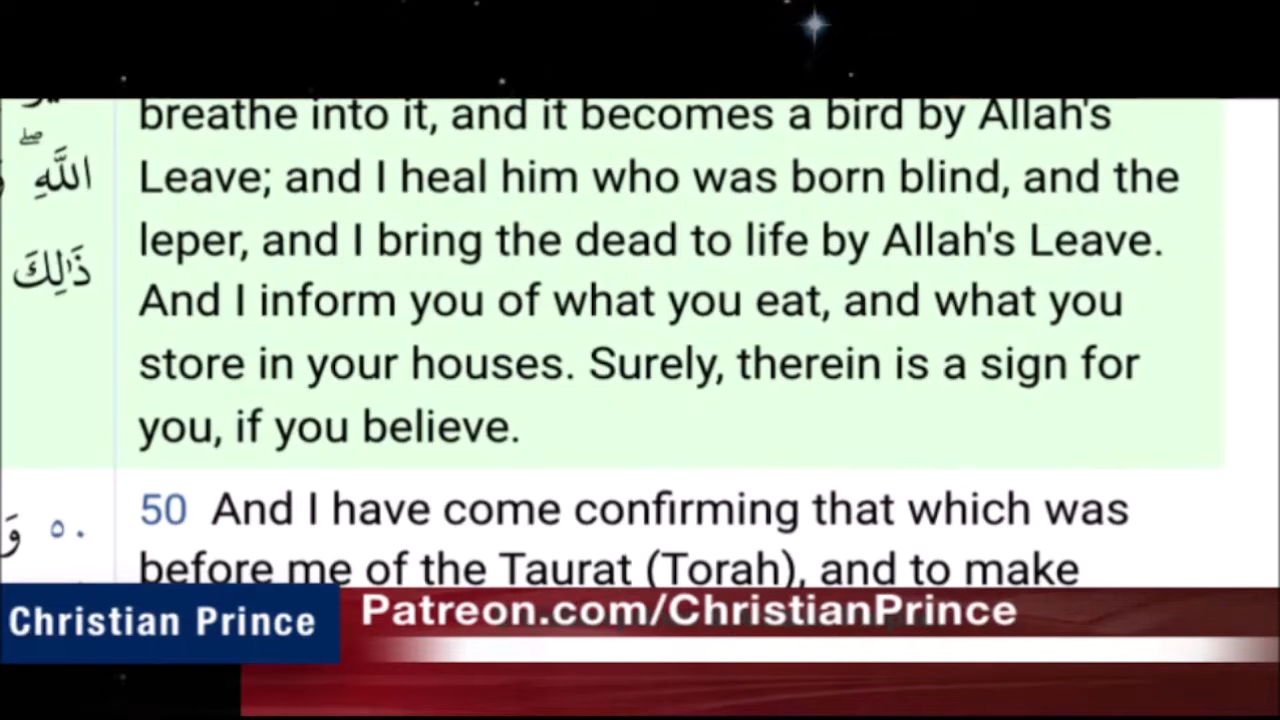 breathe into it, and it becomes a bird by Allah's
Leave; and I heal him who was born blind, and the
leper, and I bring the dead to life by Allah's Leave.
And I inform you of what you eat, and what you
store in your houses. Surely, therein is a sign for
you, if you believe.
اللَّهِ ۖ
ذَٰلِكَ
50 And I have come confirming that which was
before me of the Taurat (Torah), and to make
٥٠ وَ
Christian Prince
Patreon.com/ChristianPrince